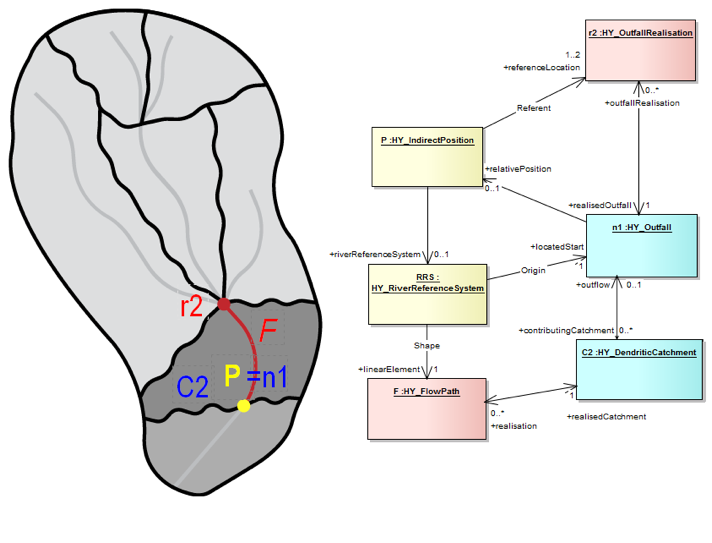 r2
F
P =n1
C2
r2 :HY_OutfallRealisation
1..2
+referenceLocation
0..*
+outfallRealisation
Referent
P :HY_IndirectPosition
+relativePosition
0..1
+realisedOutfall
1
n1 :HY_Outfall
+riverReferenceSystem
0..1
+locatedStart
1
Origin
RRS :
HY_RiverReferenceSystem
+outflow
0..1
+contributingCatchment
0..*
Shape
C2 :HY_DendriticCatchment
+linearElement
1
F :HY_FlowPath
1
0..*
+realisation
+realisedCatchment